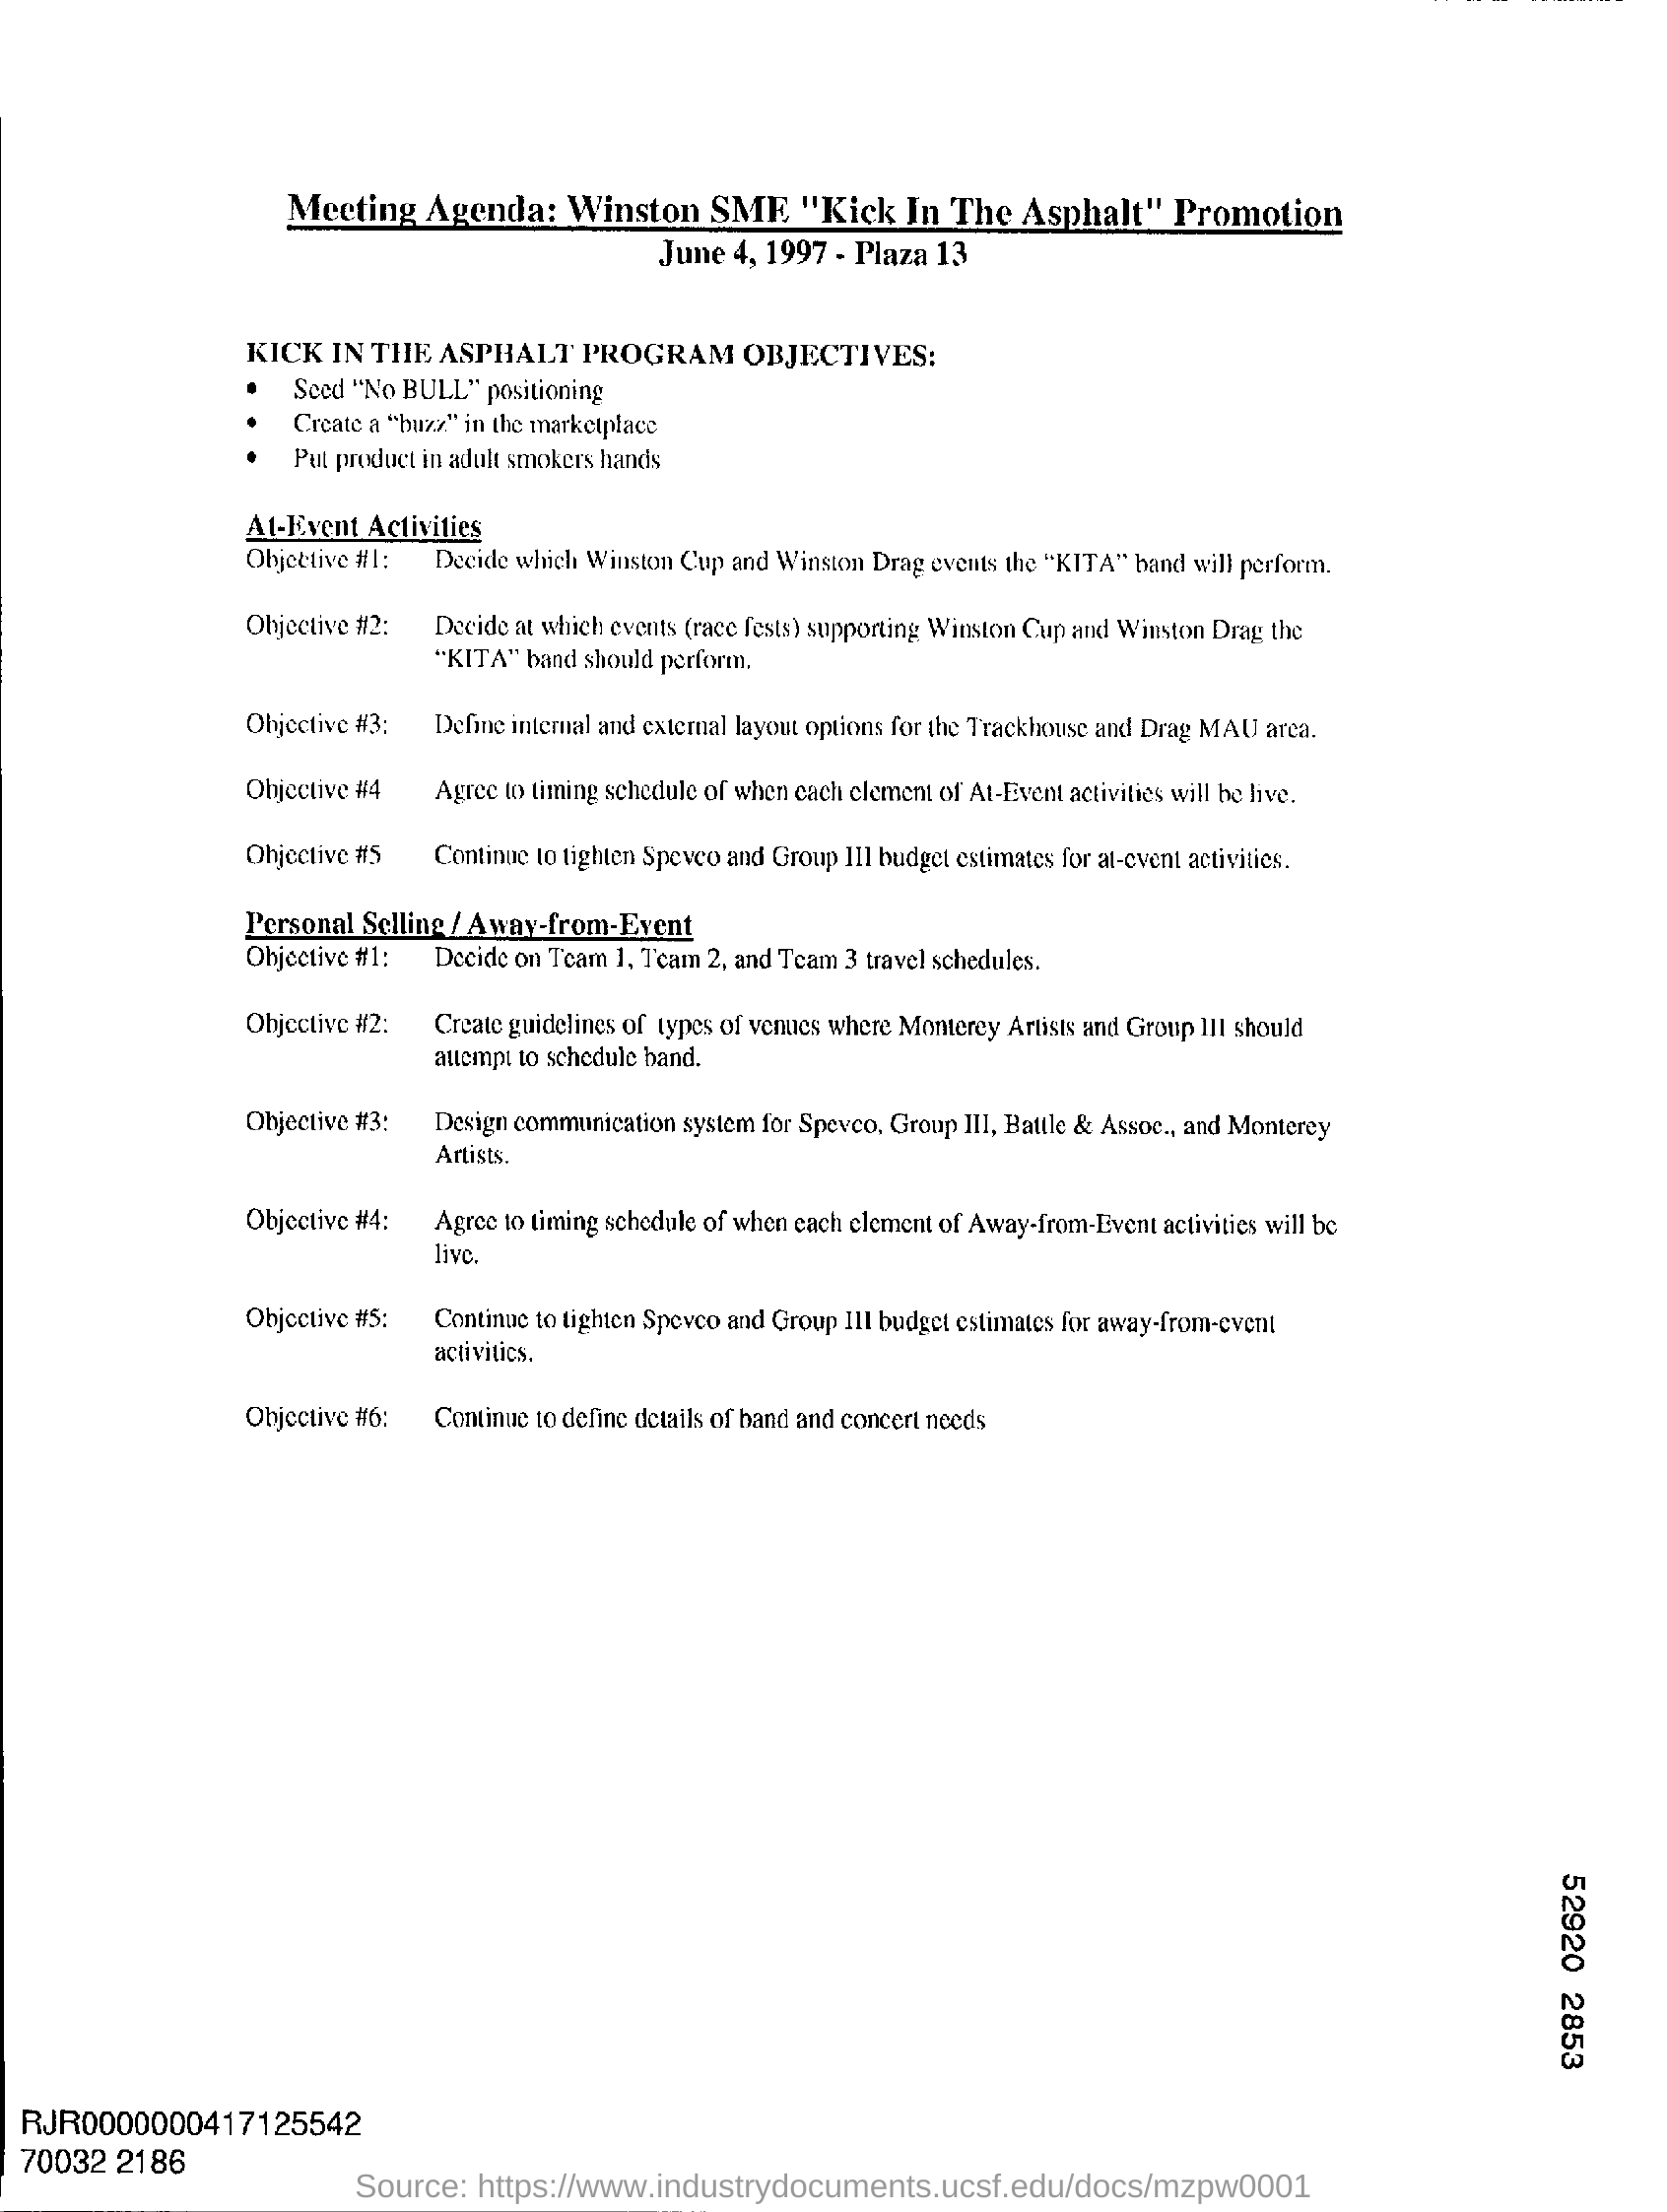 Meeting Agenda: Winston SME "Kick In The Asphalt" Promotion
June 4, 1997 - Plaza 13
KICK IN THE ASPHALT PROGRAM OBJECTIVES:
• Seed “No BULL” positioning
• Create a “buzz” in the marketplace
• Put product in adult smokers hands
At-Event Activities
Objective #1: Decide which Winston Cup and Winston Drag events the “KITA” band will perform.
Objective #2: Decide at which events (race fests) supporting Winston Cup and Winston Drag the
“KITA” band should perform.
Objective #3: Define internal and external layout options for the Trackhouse and Drag MAU area.
Objective #4 Agree to timing schedule of when each element of At-Event activities will be live.
Objective #5 Continue to tighten Spevco and Group III budget estimates for at-event activities.
Personal Selling / Away-from-Event
Objective #1: Decide on Team 1, Team 2, and Team 3 travel schedules.
Objective #2: Create guidelines of types of venues where Monterey Artists and Group III should
attempt to schedule band.
Objective #3: Design communication system for Spevco, Group III, Battle & Assoc., and Monterey
Artists.
Objective #4: Agree to timing schedule of when each element of Away-from-Event activities will be
live.
Objective #5: Continue to tighten Spevco and Group III budget estimates for away-from-event
activities.
Objective #6: Continue to define details of band and concert needs
52920 2853
RJR0000000417125542
70032 2186
Source: https://www.industrydocuments.ucsf.edu/docs/mzpw0001